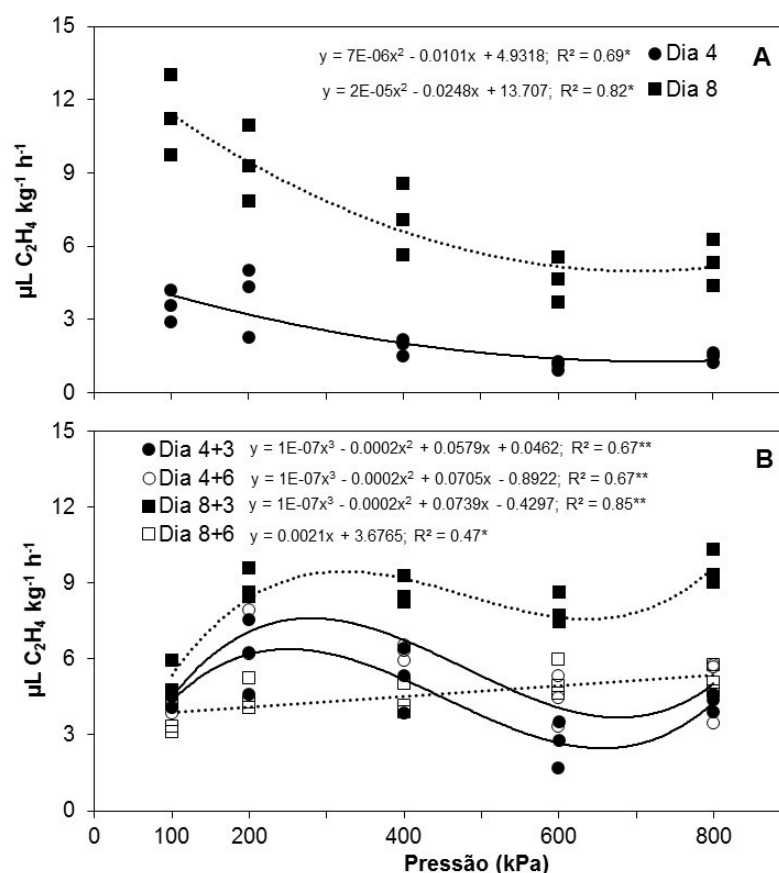 15
12
9
6
3
0
µL C₂H₄ kg⁻¹ h⁻¹
y = 7E-06x² - 0.0101x + 4.9318; R² = 0.69* Dia 4 A
y = 2E-05x² - 0.0248x + 13.707; R² = 0.82* Dia 8
15
12
9
6
3
0
µL C₂H₄ kg⁻¹ h⁻¹
Dia 4+3 y = 1E-07x³ - 0.0002x² + 0.0579x + 0.0462; R² = 0.67** B
Dia 4+6 y = 1E-07x³ - 0.0002x² + 0.0705x - 0.8922; R² = 0.67**
Dia 8+3 y = 1E-07x³ - 0.0002x² + 0.0739x - 0.4297; R² = 0.85**
Dia 8+6 y = 0.0021x + 3.6765; R² = 0.47*
0 100 200 400 600 800
Pressão (kPa)